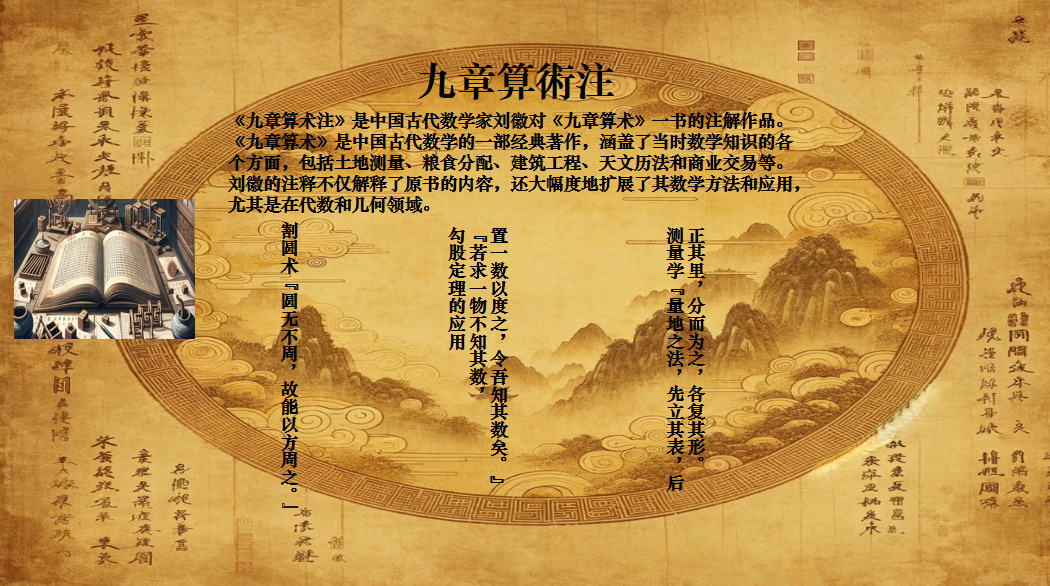 九章算術注
《九章算术注》是中国古代数学家刘徽对《九章算术》一书的注解作品。
《九章算术》是中国古代数学的一部经典著作，涵盖了当时数学知识的各
个方面，包括土地测量、粮食分配、建筑工程、天文历法和商业交易等。
刘徽的注释不仅解释了原书的内容，还大幅度地扩展了其数学方法和应用，
尤其是在代数和几何领域。
割圆术『圆无不周，故能以方周之。』
勾股定理的应用
『若求一物不知其数，
置一数以度之，令吾知其数矣。』
测量学『量地之法，先立其表，后
正其里，分而为之，各复其形。